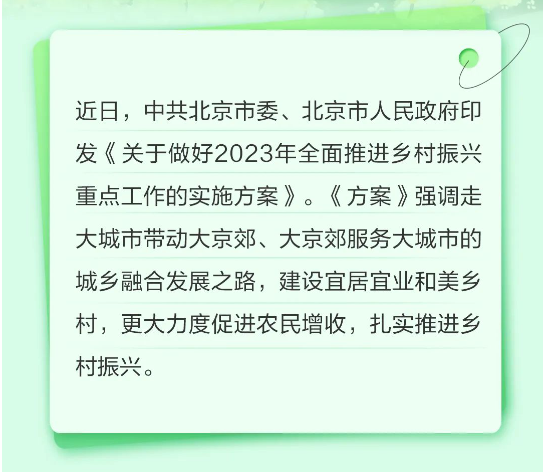 近日，中共北京市委、北京市人民政府印
发《关于做好2023年全面推进乡村振兴
重点工作的实施方案》。《方案》强调走
大城市带动大京郊、大京郊服务大城市的
城乡融合发展之路，建设宜居宜业和美乡
村，更大力度促进农民增收，扎实推进乡
村振兴。